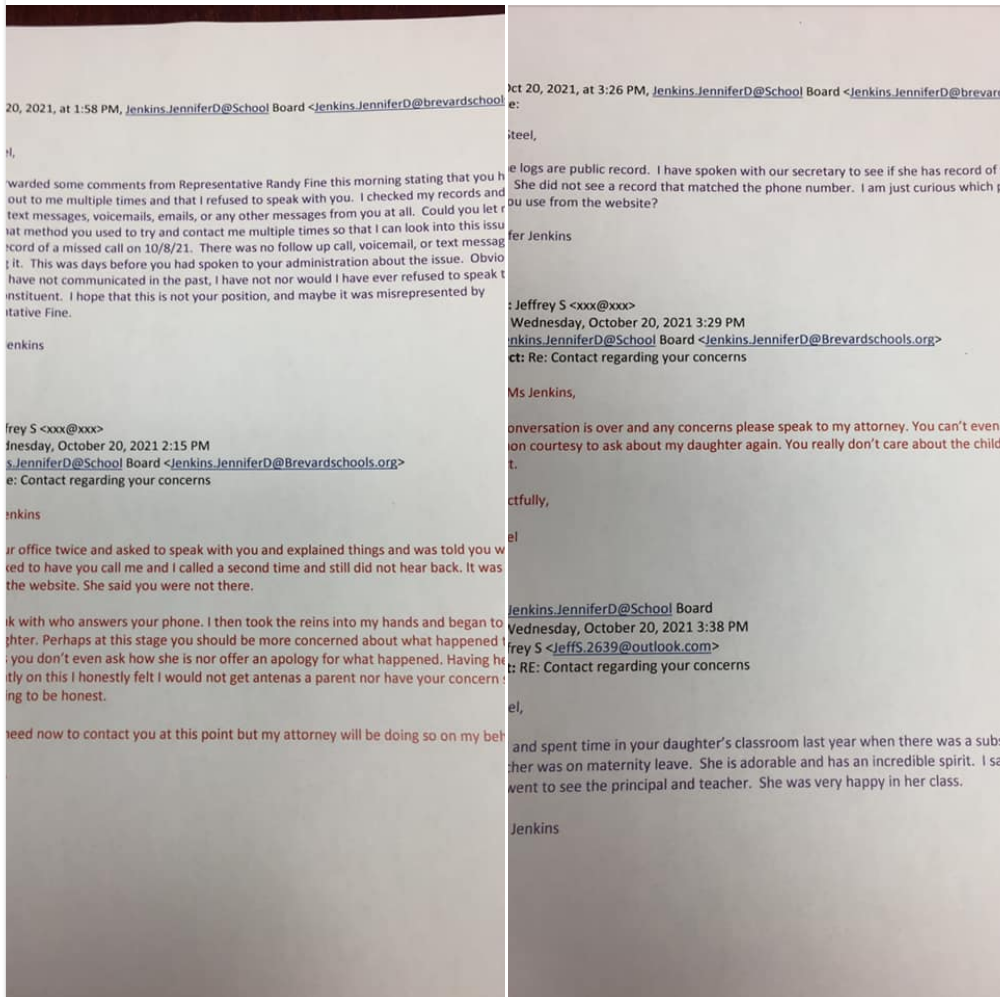 20, 2021, at 1:58 PM, Jenkins.JenniferD@School Board <Jenkins.JenniferD@brevardschool
el,
warded some comments from Representative Randy Fine this morning stating that you h
out to me multiple times and that I refused to speak with you. I checked my records and
text messages, voicemails, emails, or any other messages from you at all. Could you let
at method you used to try and contact me multiple times so that I can look into this issu
cord of a missed call on 10/8/21. There was no follow up call, voicemail, or text messag
it. This was days before you had spoken to your administration about the issue. Obvio
have not communicated in the past, I have not nor would I have ever refused to speak t
nstituent. I hope that this is not your position, and maybe it was misrepresented by
tative Fine.
enkins
frey S <xxx@xxx>
dnesday, October 20, 2021 2:15 PM
s.JenniferD@School Board <Jenkins.JenniferD@Brevardschools.org>
e: Contact regarding your concerns
enkins
ur office twice and asked to speak with you and explained things and was told you w
ked to have you call me and I called a second time and still did not hear back. It was
the website. She said you were not there.
k with who answers your phone. I then took the reins into my hands and began to
ghter. Perhaps at this stage you should be more concerned about what happened
you don't even ask how she is nor offer an apology for what happened. Having he
tly on this I honestly felt I would not get antenas a parent nor have your concern
ng to be honest.
need now to contact you at this point but my attorney will be doing so on my beh
Oct 20, 2021, at 3:26 PM, Jenkins.JenniferD@School Board <Jenkins.JenniferD@brevard
e:
Steel,
e logs are public record. I have spoken with our secretary to see if she has record of
She did not see a record that matched the phone number. I am just curious which p
ou use from the website?
fer Jenkins
: Jeffrey S <xxx@xxx>
Wednesday, October 20, 2021 3:29 PM
nkins.JenniferD@School Board <Jenkins.JenniferD@Brevardschools.org>
ct: Re: Contact regarding your concerns
Ms Jenkins,
onversation is over and any concerns please speak to my attorney. You can't even
on courtesy to ask about my daughter again. You really don't care about the child
t.
ctfully,
el
Jenkins.JenniferD@School Board
Wednesday, October 20, 2021 3:38 PM
frey S <JeffS.2639@outlook.com>
t: RE: Contact regarding your concerns
el,
and spent time in your daughter's classroom last year when there was a subs
cher was on maternity leave. She is adorable and has an incredible spirit. I sa
went to see the principal and teacher. She was very happy in her class.
Jenkins